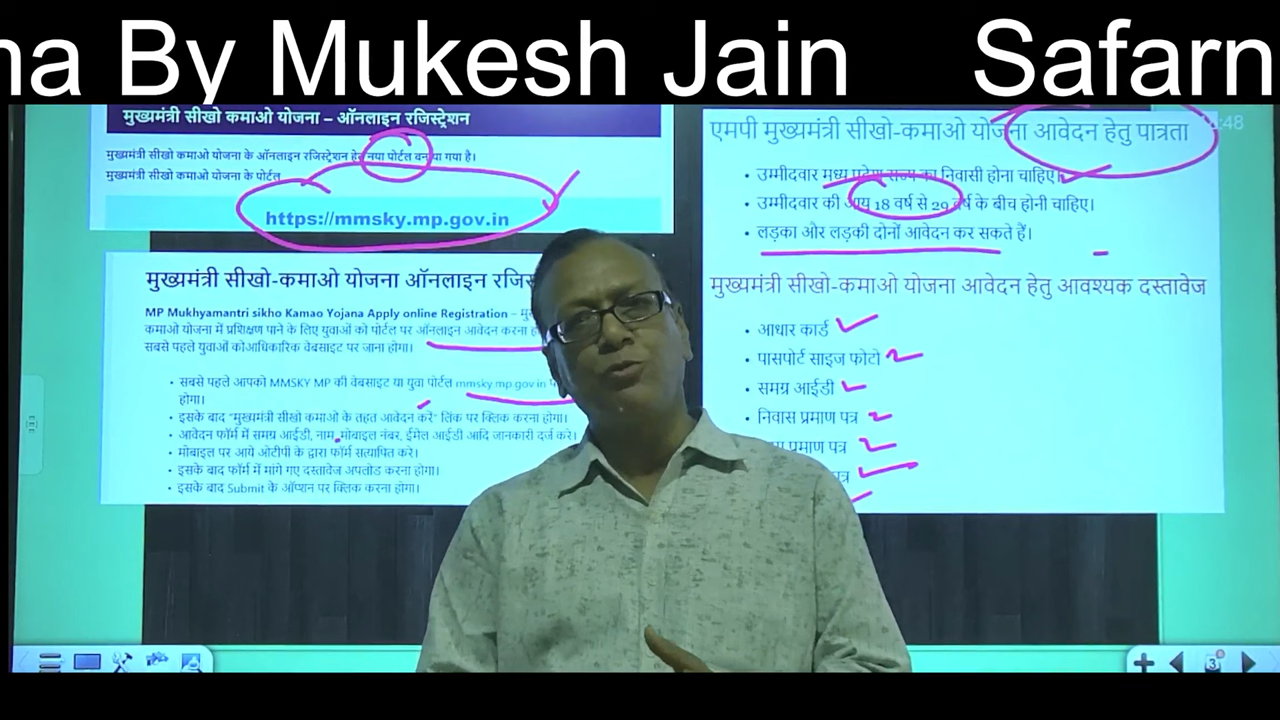 na By Mukesh Jain Safarn
मुख्यमंत्री सीखो कमाओ योजना – ऑनलाइन रजिस्ट्रेशन
मुख्यमंत्री सीखो कमाओ योजना के ऑनलाइन रजिस्ट्रेशन हेतु नया पोर्टल बनाया गया है।
मुख्यमंत्री सीखो कमाओ योजना के पोर्टल
https://mmsky.mp.gov.in
मुख्यमंत्री सीखो-कमाओ योजना ऑनलाइन रजिस
MP Mukhyamantri sikho Kamao Yojana Apply online Registration – मु
कमाओ योजना में प्रशिक्षण पाने के लिए युवाओं को पोर्टल पर ऑनलाइन आवेदन करना
सबसे पहले युवाओं कोआधिकारिक वेबसाइट पर जाना होगा।
• सबसे पहले आपको MMSKY MP की वेबसाइट या युवा पोर्टल mmsky.mp.gov.in
होगा।
• इसके बाद "मुख्यमंत्री सीखो कमाओ के तहत आवेदन करें" लिंक पर क्लिक करना होगा।
• आवेदन फॉर्म में समग्र आईडी, नाम, मोबाइल नंबर, ईमेल आईडी आदि जानकारी दर्ज करें।
• मोबाइल पर आये ओटीपी के द्वारा फॉर्म सत्यापित करें।
• इसके बाद फॉर्म में मांगे गए दस्तावेज अपलोड करना होगा।
• इसके बाद Submit के ऑप्शन पर क्लिक करना होगा।
एमपी मुख्यमंत्री सीखो-कमाओ योजना आवेदन हेतु पात्रता
:48
• उम्मीदवार मध्य प्रदेश राज्य का निवासी होना चाहिए।
• उम्मीदवार की आयु 18 वर्ष से 29 वर्ष के बीच होनी चाहिए।
• लड़का और लड़की दोनों आवेदन कर सकते हैं।
मुख्यमंत्री सीखो-कमाओ योजना आवेदन हेतु आवश्यक दस्तावेज
• आधार कार्ड
• पासपोर्ट साइज फोटो
• समग्र आईडी
• निवास प्रमाण पत्र
प्रमाण पत्र
त्र
3